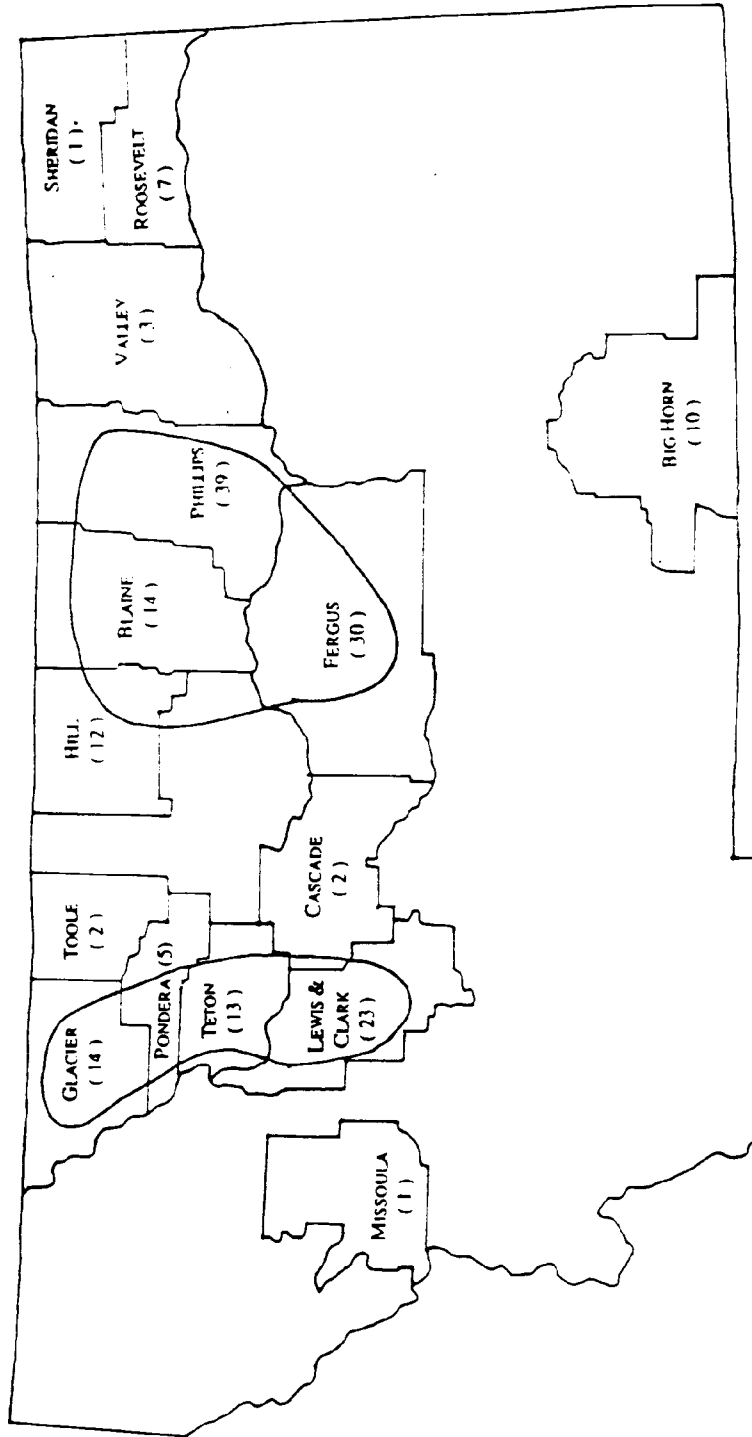 GLACIER
(14)
TOOLE
(2)
HILL
(12)
BLAINE
(14)
PHILLIPS
(39)
VALLEY
(3)
SHERIDAN
(1)
ROOSEVELT
(7)
PONDERA (5)
TETON
(13)
LEWIS &
CLARK
(23)
CASCADE
(2)
FERGUS
(30)
MISSOULA
(1)
BIG HORN
(10)